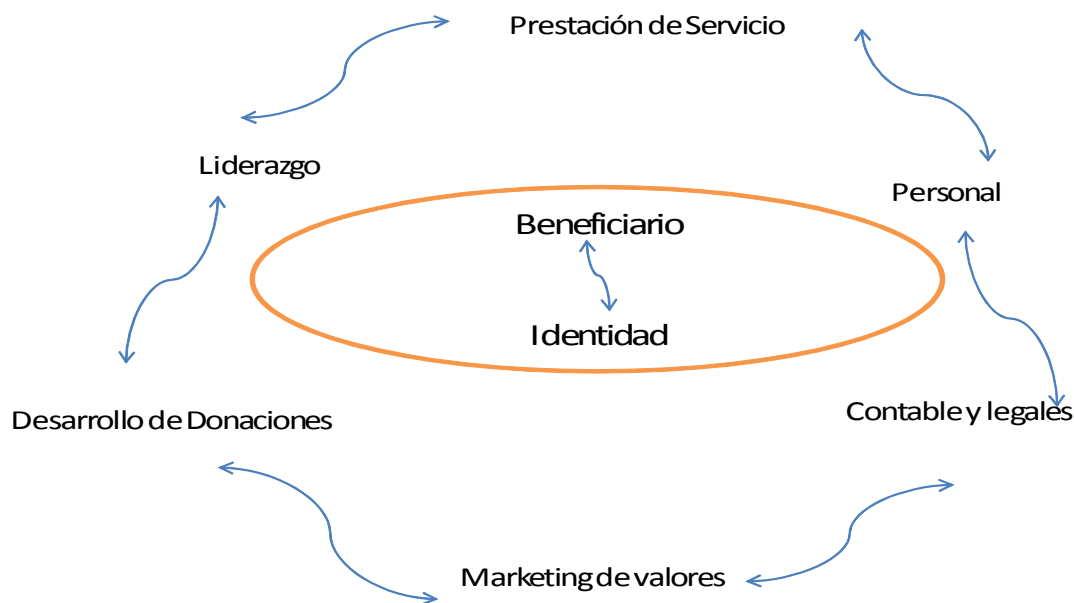 Prestación de Servicio
Liderazgo
Personal
Beneficiario
Identidad
Desarrollo de Donaciones
Contable y legales
Marketing de valores